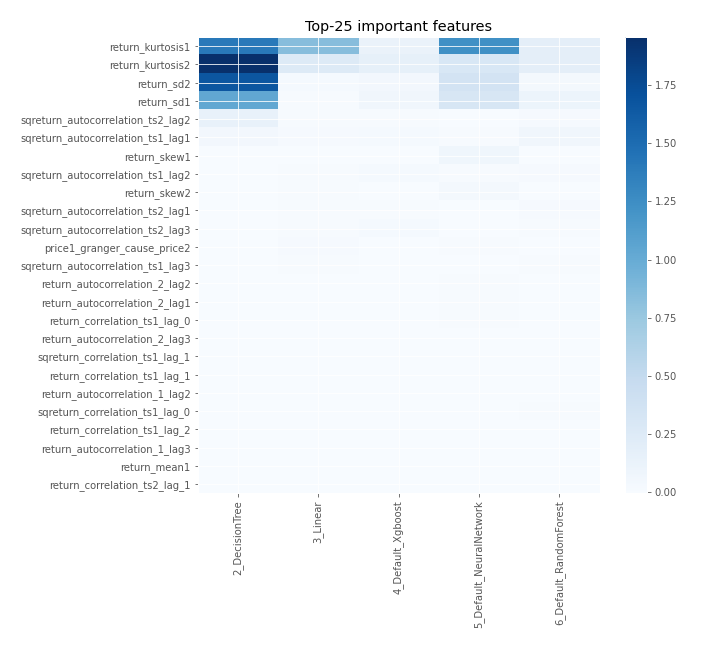 Top-25 important features
return_kurtosis1
return_kurtosis2
return_sd2
return_sd1
sqreturn_autocorrelation_ts2_lag2
sqreturn_autocorrelation_ts1_lag1
return_skew1
sqreturn_autocorrelation_ts1_lag2
return_skew2
sqreturn_autocorrelation_ts2_lag1
sqreturn_autocorrelation_ts2_lag3
price1_granger_cause_price2
sqreturn_autocorrelation_ts1_lag3
return_autocorrelation_2_lag2
return_autocorrelation_2_lag1
return_correlation_ts1_lag_0
return_autocorrelation_2_lag3
sqreturn_correlation_ts1_lag_1
return_correlation_ts1_lag_1
return_autocorrelation_1_lag2
sqreturn_correlation_ts1_lag_0
return_correlation_ts1_lag_2
return_autocorrelation_1_lag3
return_mean1
return_correlation_ts2_lag_1
2_DecisionTree
3_Linear
4_Default_Xgboost
5_Default_NeuralNetwork
6_Default_RandomForest
1.75
1.50
1.25
1.00
0.75
0.50
0.25
0.00